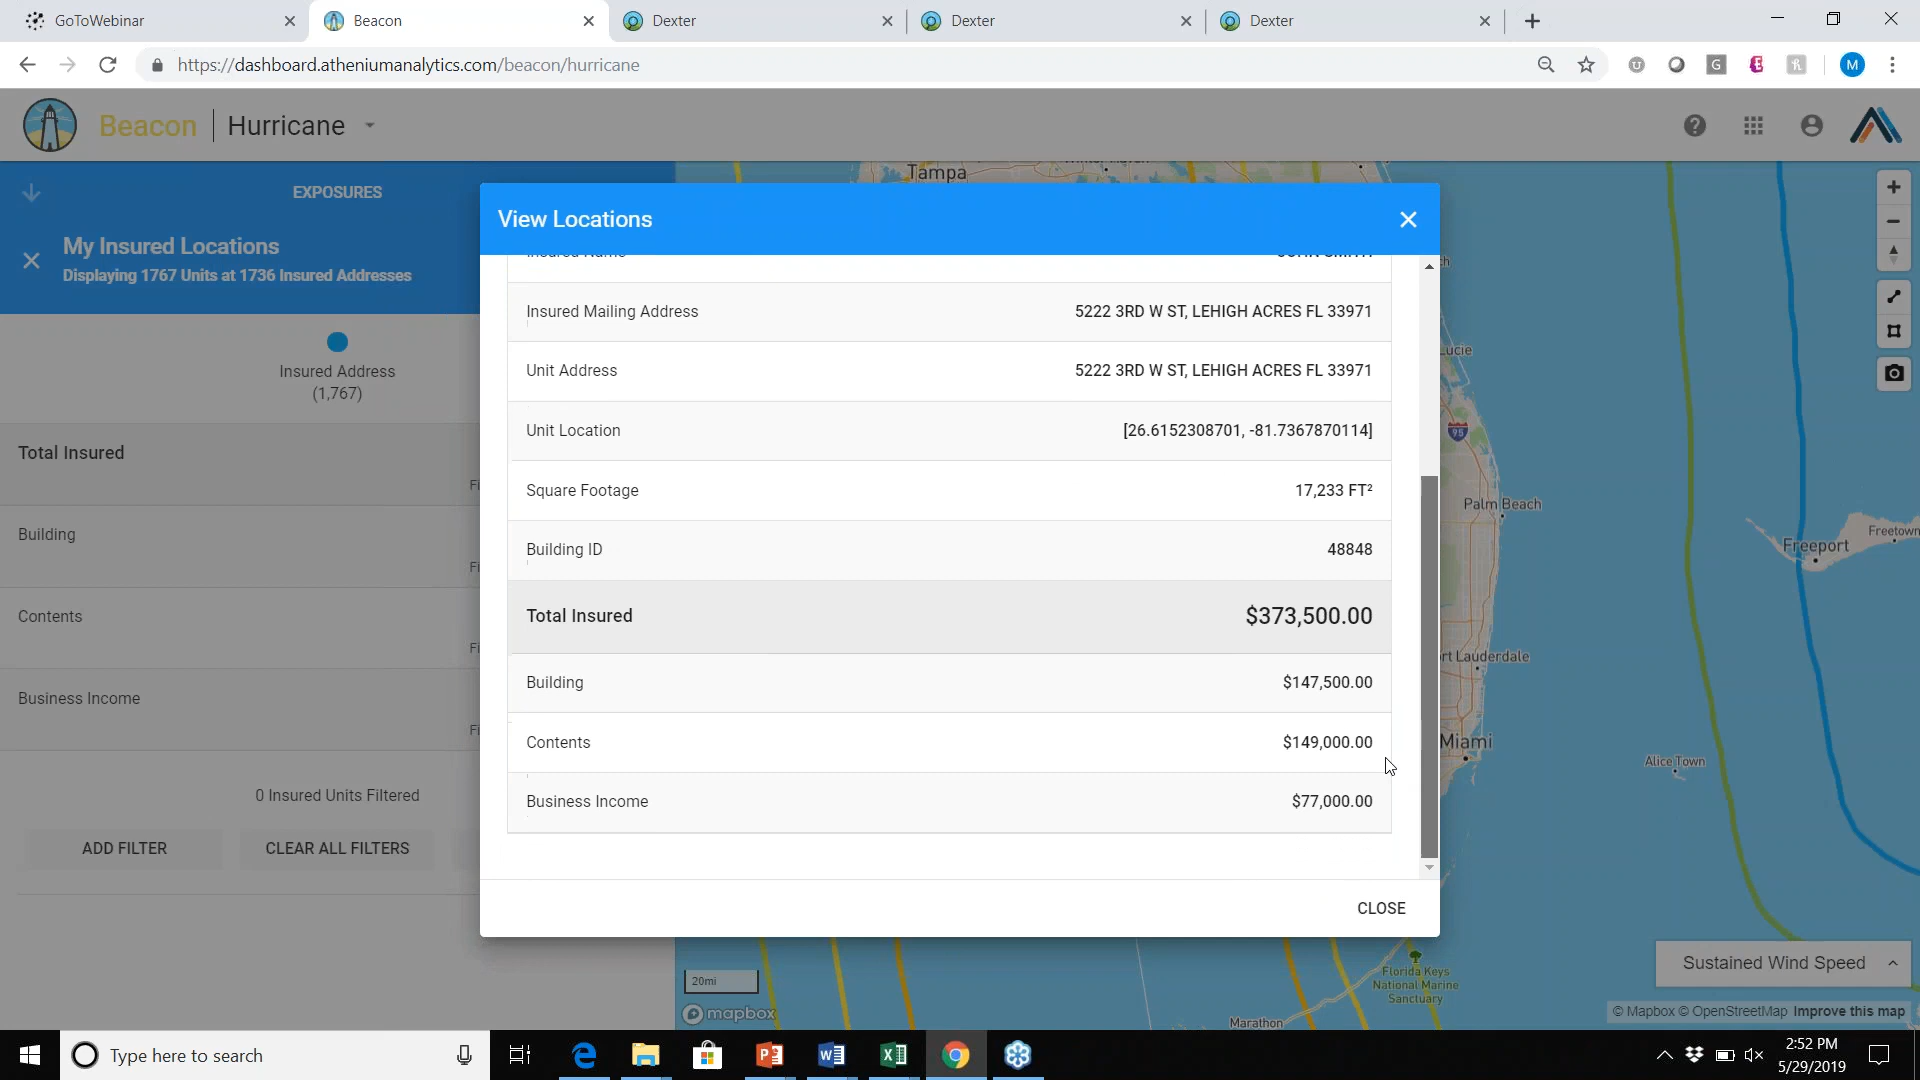 GoToWebinar
Beacon
Dexter
Dexter
Dexter
https://dashboard.atheniumanalytics.com/beacon/hurricane
Beacon | Hurricane
EXPOSURES
My Insured Locations
Displaying 1767 Units at 1736 Insured Addresses
Insured Address
(1,767)
Total Insured
Building
Contents
Business Income
0 Insured Units Filtered
ADD FILTER
CLEAR ALL FILTERS
View Locations
Insured Mailing Address 5222 3RD W ST, LEHIGH ACRES FL 33971
Unit Address 5222 3RD W ST, LEHIGH ACRES FL 33971
Unit Location [26.6152308701, -81.7367870114]
Square Footage 17,233 FT²
Building ID 48848
Total Insured $373,500.00
Building $147,500.00
Contents $149,000.00
Business Income $77,000.00
CLOSE
Tampa
95
Palm Beach
Freeport
Freetown
rt Lauderdale
Miami
Alice Town
Florida Keys
National Marine
Sanctuary
Marathon
20mi
mapbox
Sustained Wind Speed
© Mapbox © OpenStreetMap Improve this map
Type here to search
2:52 PM
5/29/2019